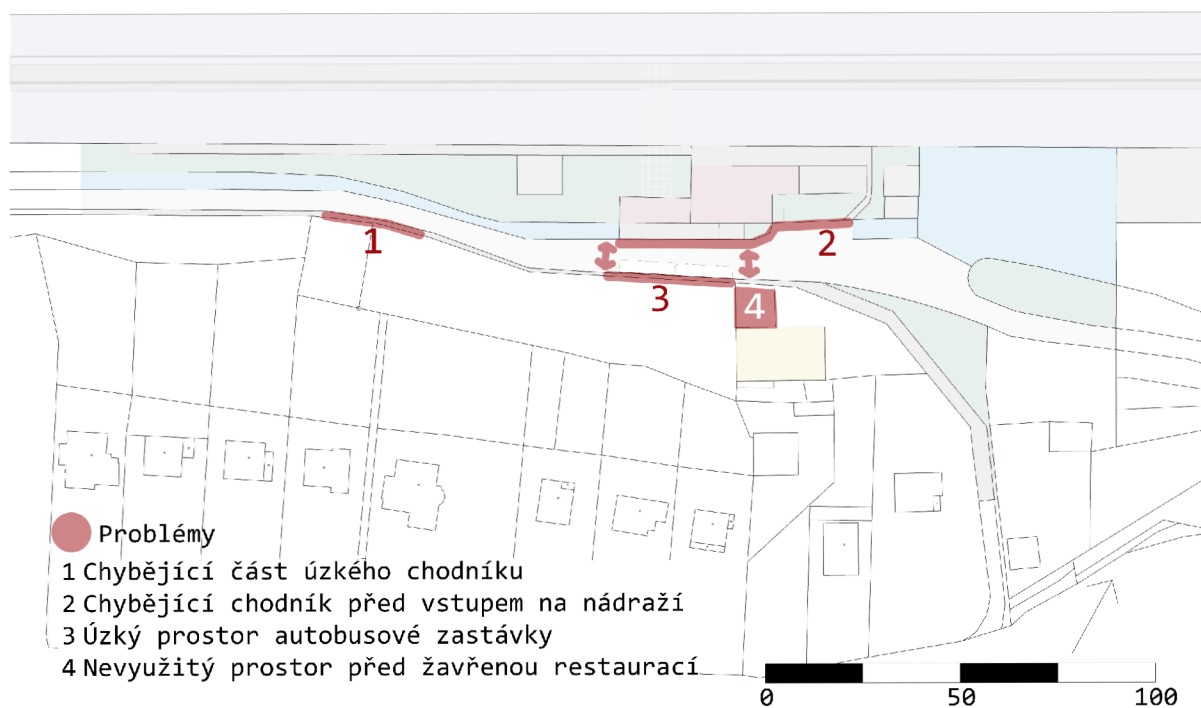 1
2
3
4
Problémy
1 Chybějící část úzkého chodníku
2 Chybějící chodník před vstupem na nádraží
3 Úzký prostor autobusové zastávky
4 Nevyužitý prostor před žavřenou restaurací
0 50 100